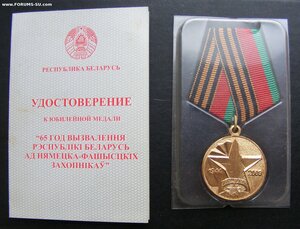 www.FORUMS-SU.com
РЕСПУБЛИКА БЕЛАРУСЬ
УДОСТОВЕРЕНИЕ
К ЮБИЛЕЙНОЙ МЕДАЛИ
"65 ГОД ВЫЗВАЛЕННЯ
РЭСПУБЛІКІ БЕЛАРУСЬ
АД НЯМЕЦКА-ФАШЫСЦКІХ
ЗАХОПНІКАЎ"
1944
2009